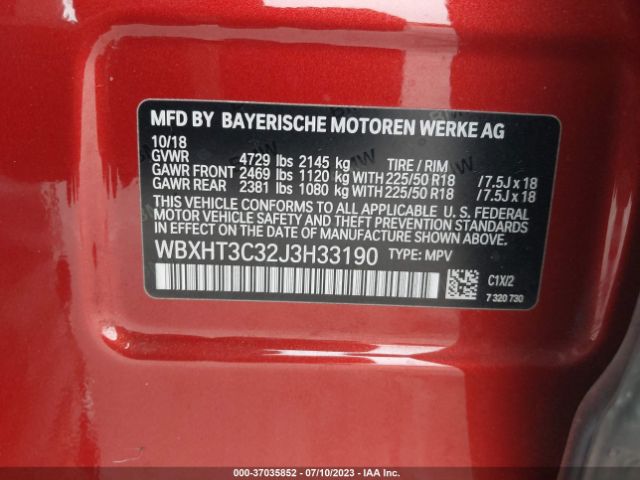 MFD BY BAYERISCHE MOTOREN WERKE AG
10/18
GVWR 4729 lbs 2145 kg TIRE / RIM
GAWR FRONT 2469 lbs 1120 kg WITH 225/50 R18 /7.5J x 18
GAWR REAR 2381 lbs 1080 kg WITH 225/50 R18 /7.5J x 18
THIS VEHICLE CONFORMS TO ALL APPLICABLE U.S. FEDERAL
MOTOR VEHICLE SAFETY, BUMPER, AND THEFT PREVENTION STANDARDS
IN EFFECT ON THE DATE OF MANUFACTURE SHOWN ABOVE.
WBXHT3C32J3H33190 TYPE: MPV
C1X/2
7 320 730
000-37035852 // 07/10/2023 // IAAI.COM